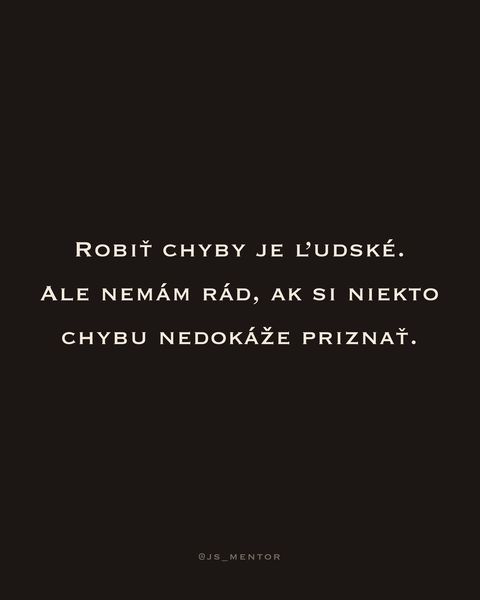 Robiť chyby je ľudské.
Ale nemám rád, ak si niekto
chybu nedokáže priznať.
@js_mentor